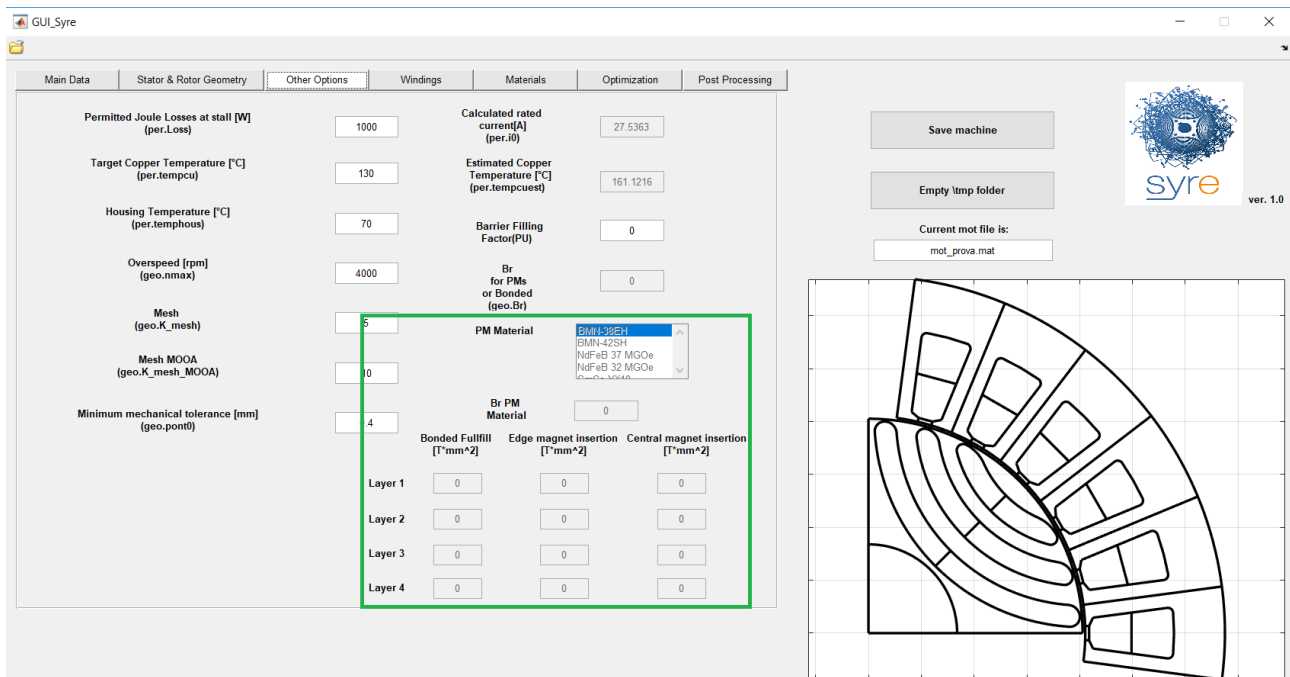 GUI_Syre
Main Data
Stator & Rotor Geometry
Other Options
Windings
Materials
Optimization
Post Processing
Permitted Joule Losses at stall [W]
(per.Loss)
1000
Target Copper Temperature [°C]
(per.tempcu)
130
Housing Temperature [°C]
(per.temphous)
70
Overspeed [rpm]
(geo.nmax)
4000
Mesh
(geo.K_mesh)
5
Mesh MOOA
(geo.K_mesh_MOOA)
10
Minimum mechanical tolerance [mm]
(geo.pont0)
.4
Calculated rated
current[A]
(per.i0)
27.5363
Estimated Copper
Temperature [°C]
(per.tempcuest)
161.1216
Barrier Filling
Factor(PU)
0
Br
for PMs
or Bonded
(geo.Br)
0
PM Material
BMN-38EH
BMN-42SH
NdFeB 37 MGOe
NdFeB 32 MGOe
Br PM
Material
0
Bonded Fullfill
[T*mm^2]
Edge magnet insertion
[T*mm^2]
Central magnet insertion
[T*mm^2]
Layer 1 0 0 0
Layer 2 0 0 0
Layer 3 0 0 0
Layer 4 0 0 0
Save machine
Empty \tmp folder
Current mot file is:
mot_prova.mat
syre
ver. 1.0